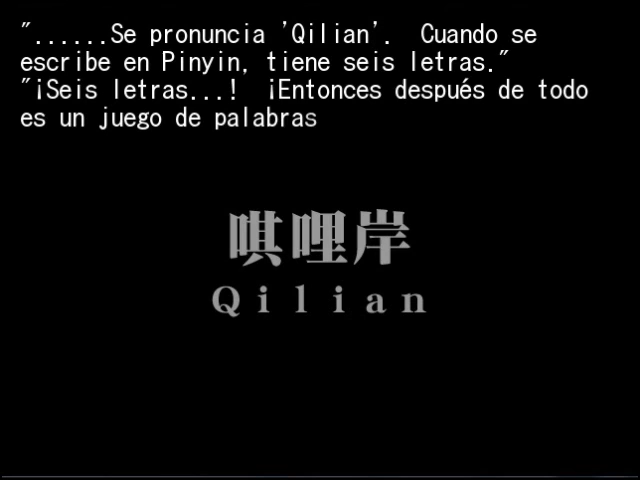 "......Se pronuncia 'Qilian'.  Cuando se
escribe en Pinyin, tiene seis letras."
"¡Seis letras...!  ¡Entonces después de todo
es un juego de palabras
唭哩岸
Qilian